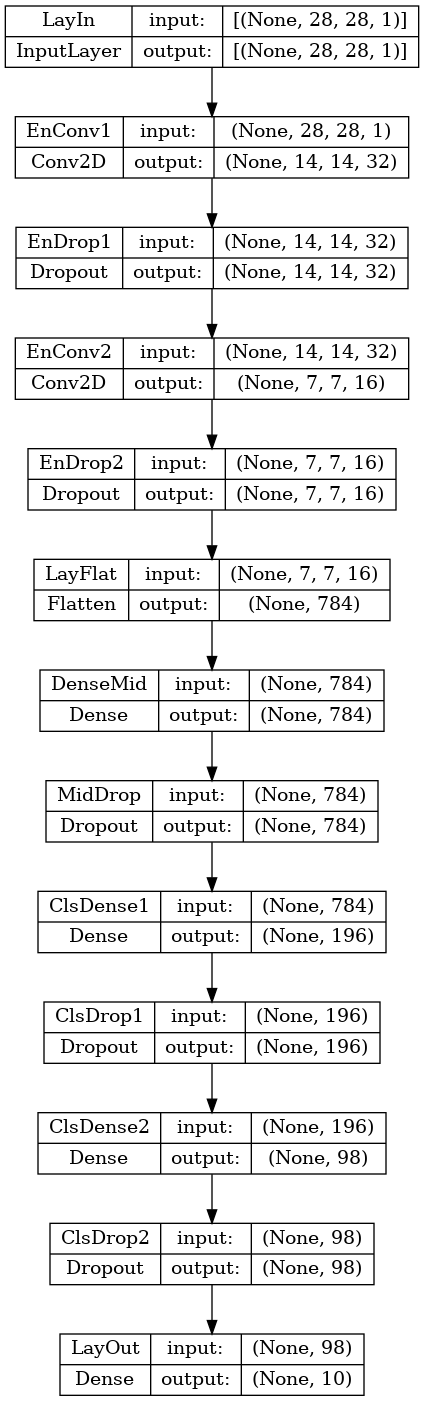 LayIn input: [(None, 28, 28, 1)]
InputLayer output: [(None, 28, 28, 1)]
EnConv1 input: (None, 28, 28, 1)
Conv2D output: (None, 14, 14, 32)
EnDrop1 input: (None, 14, 14, 32)
Dropout output: (None, 14, 14, 32)
EnConv2 input: (None, 14, 14, 32)
Conv2D output: (None, 7, 7, 16)
EnDrop2 input: (None, 7, 7, 16)
Dropout output: (None, 7, 7, 16)
LayFlat input: (None, 7, 7, 16)
Flatten output: (None, 784)
DenseMid input: (None, 784)
Dense output: (None, 784)
MidDrop input: (None, 784)
Dropout output: (None, 784)
ClsDense1 input: (None, 784)
Dense output: (None, 196)
ClsDrop1 input: (None, 196)
Dropout output: (None, 196)
ClsDense2 input: (None, 196)
Dense output: (None, 98)
ClsDrop2 input: (None, 98)
Dropout output: (None, 98)
LayOut input: (None, 98)
Dense output: (None, 10)